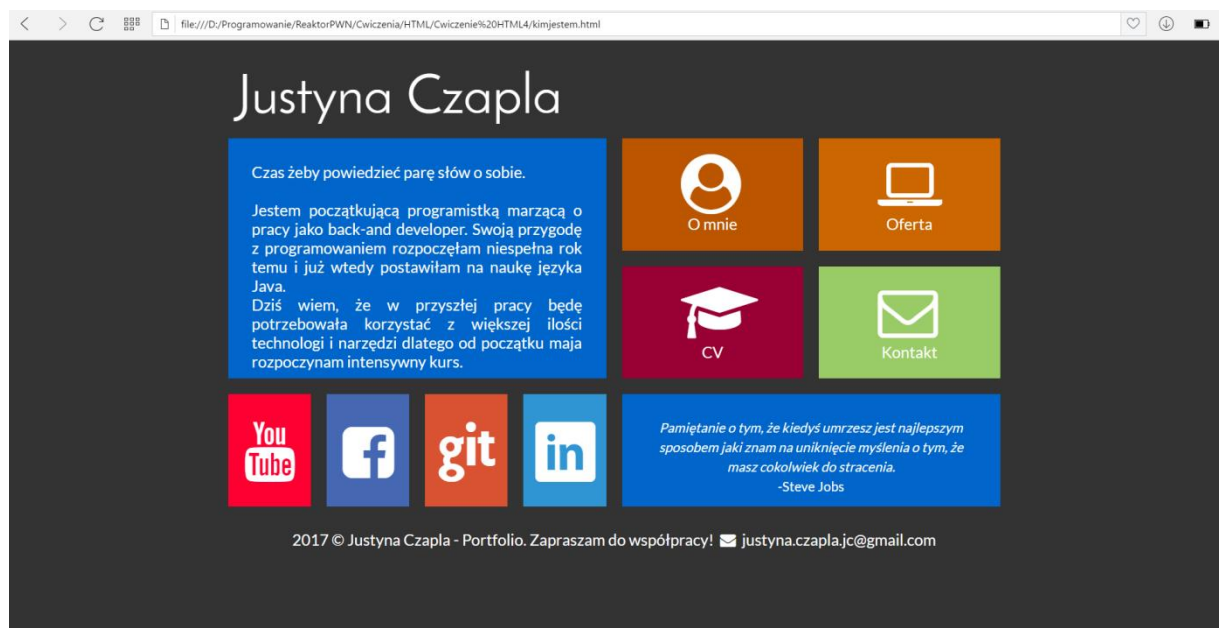 file:///D:/Programowanie/ReaktorPWN/Cwiczenia/HTML/Cwiczenie%20HTML4/kimjestem.html
Justyna Czapla
Czas żeby powiedzieć parę słów o sobie.
Jestem początkującą programistką marzącą o
pracy jako back-and developer. Swoją przygodę
z programowaniem rozpoczęłam niespełna rok
temu i już wtedy postawiłam na naukę języka
Java.
Dziś wiem, że w przyszłej pracy będę
potrzebowała korzystać z większej ilości
technologi i narzędzi dlatego od początku maja
rozpoczynam intensywny kurs.
O mnie
Oferta
CV
Kontakt
You
Tube
f
git
in
Pamiętanie o tym, że kiedyś umrzesz jest najlepszym
sposobem jaki znam na uniknięcie myślenia o tym, że
masz cokolwiek do stracenia.
-Steve Jobs
2017 © Justyna Czapla - Portfolio. Zapraszam do współpracy! justyna.czapla.jc@gmail.com